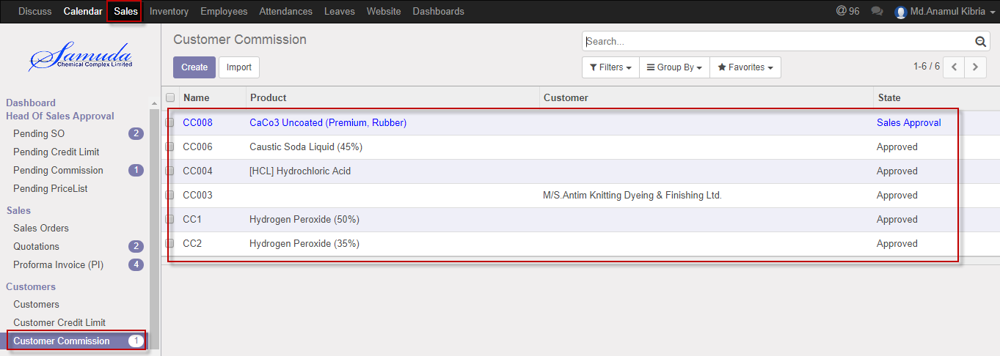 Discuss Calendar Sales Inventory Employees Attendances Leaves Website Dashboards @ 96 Md.Anamul Kibria
Samuda
Chemical Complex Limited
Customer Commission
Search...
Create Import
Filters Group By Favorites 1-6 / 6
Dashboard
Head Of Sales Approval
Pending SO 2
Pending Credit Limit
Pending Commission 1
Pending PriceList
Sales
Sales Orders
Quotations 2
Proforma Invoice (PI) 4
Customers
Customers
Customer Credit Limit
Customer Commission 1
Name Product Customer State
CC008 CaCo3 Uncoated (Premium, Rubber) Sales Approval
CC006 Caustic Soda Liquid (45%) Approved
CC004 [HCL] Hydrochloric Acid Approved
CC003 M/S.Antim Knitting Dyeing & Finishing Ltd. Approved
CC1 Hydrogen Peroxide (50%) Approved
CC2 Hydrogen Peroxide (35%) Approved